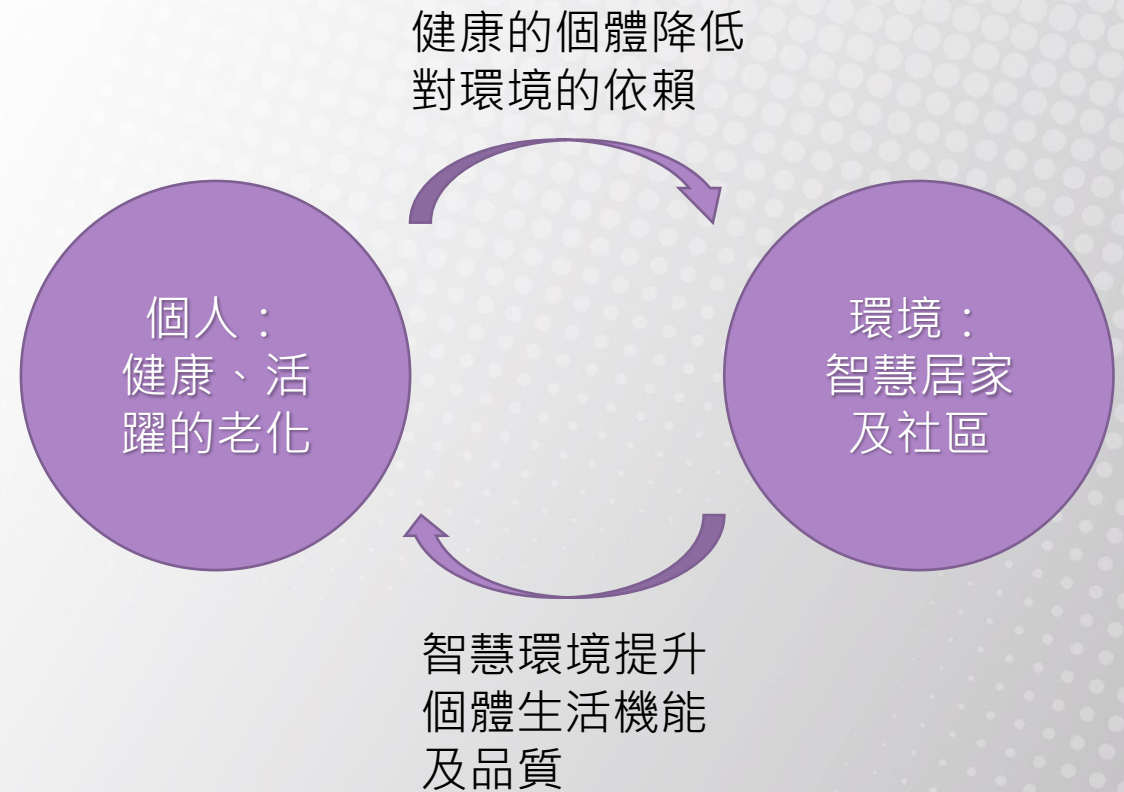 健康的個體降低
對環境的依賴
個人：
健康、活
躍的老化
環境：
智慧居家
及社區
智慧環境提升
個體生活機能
及品質